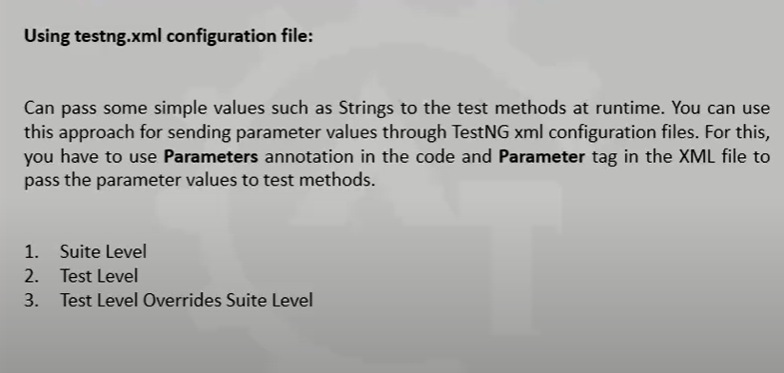 Using testng.xml configuration file:
Can pass some simple values such as Strings to the test methods at runtime. You can use
this approach for sending parameter values through TestNG xml configuration files. For this,
you have to use Parameters annotation in the code and Parameter tag in the XML file to
pass the parameter values to test methods.
1. Suite Level
2. Test Level
3. Test Level Overrides Suite Level